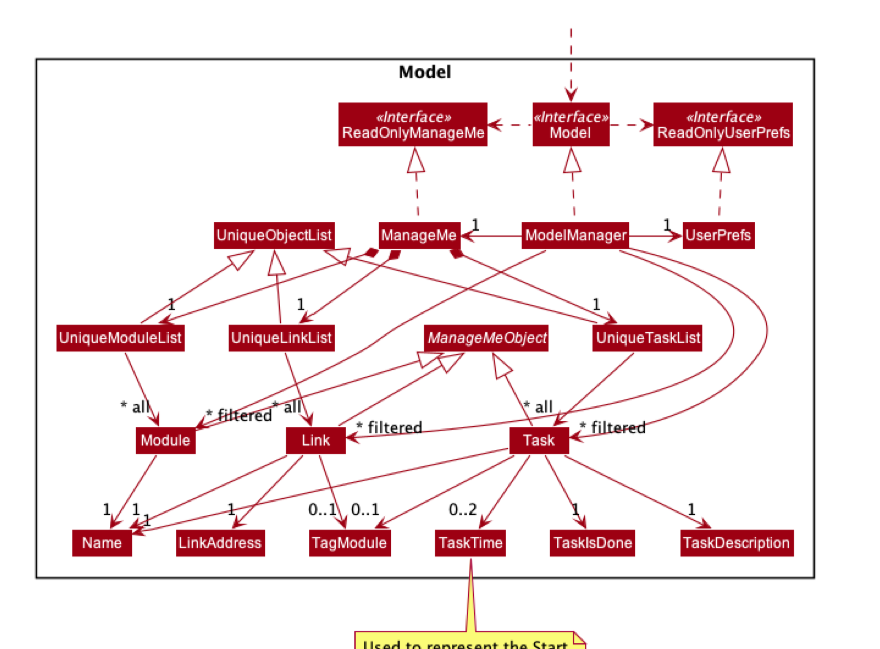 Model
«Interface»
ReadOnlyManageMe
«Interface»
Model
«Interface»
ReadOnlyUserPrefs
UniqueObjectList
ManageMe
1
ModelManager
1
UserPrefs
1
1
1
UniqueModuleList
UniqueLinkList
ManageMeObject
UniqueTaskList
* all
* filtered
* all
* filtered
* all
* filtered
Module
Link
Task
1
1
1
1
0..1
0..1
0..2
1
1
Name
LinkAddress
TagModule
TaskTime
TaskIsDone
TaskDescription
Used to represent the Start